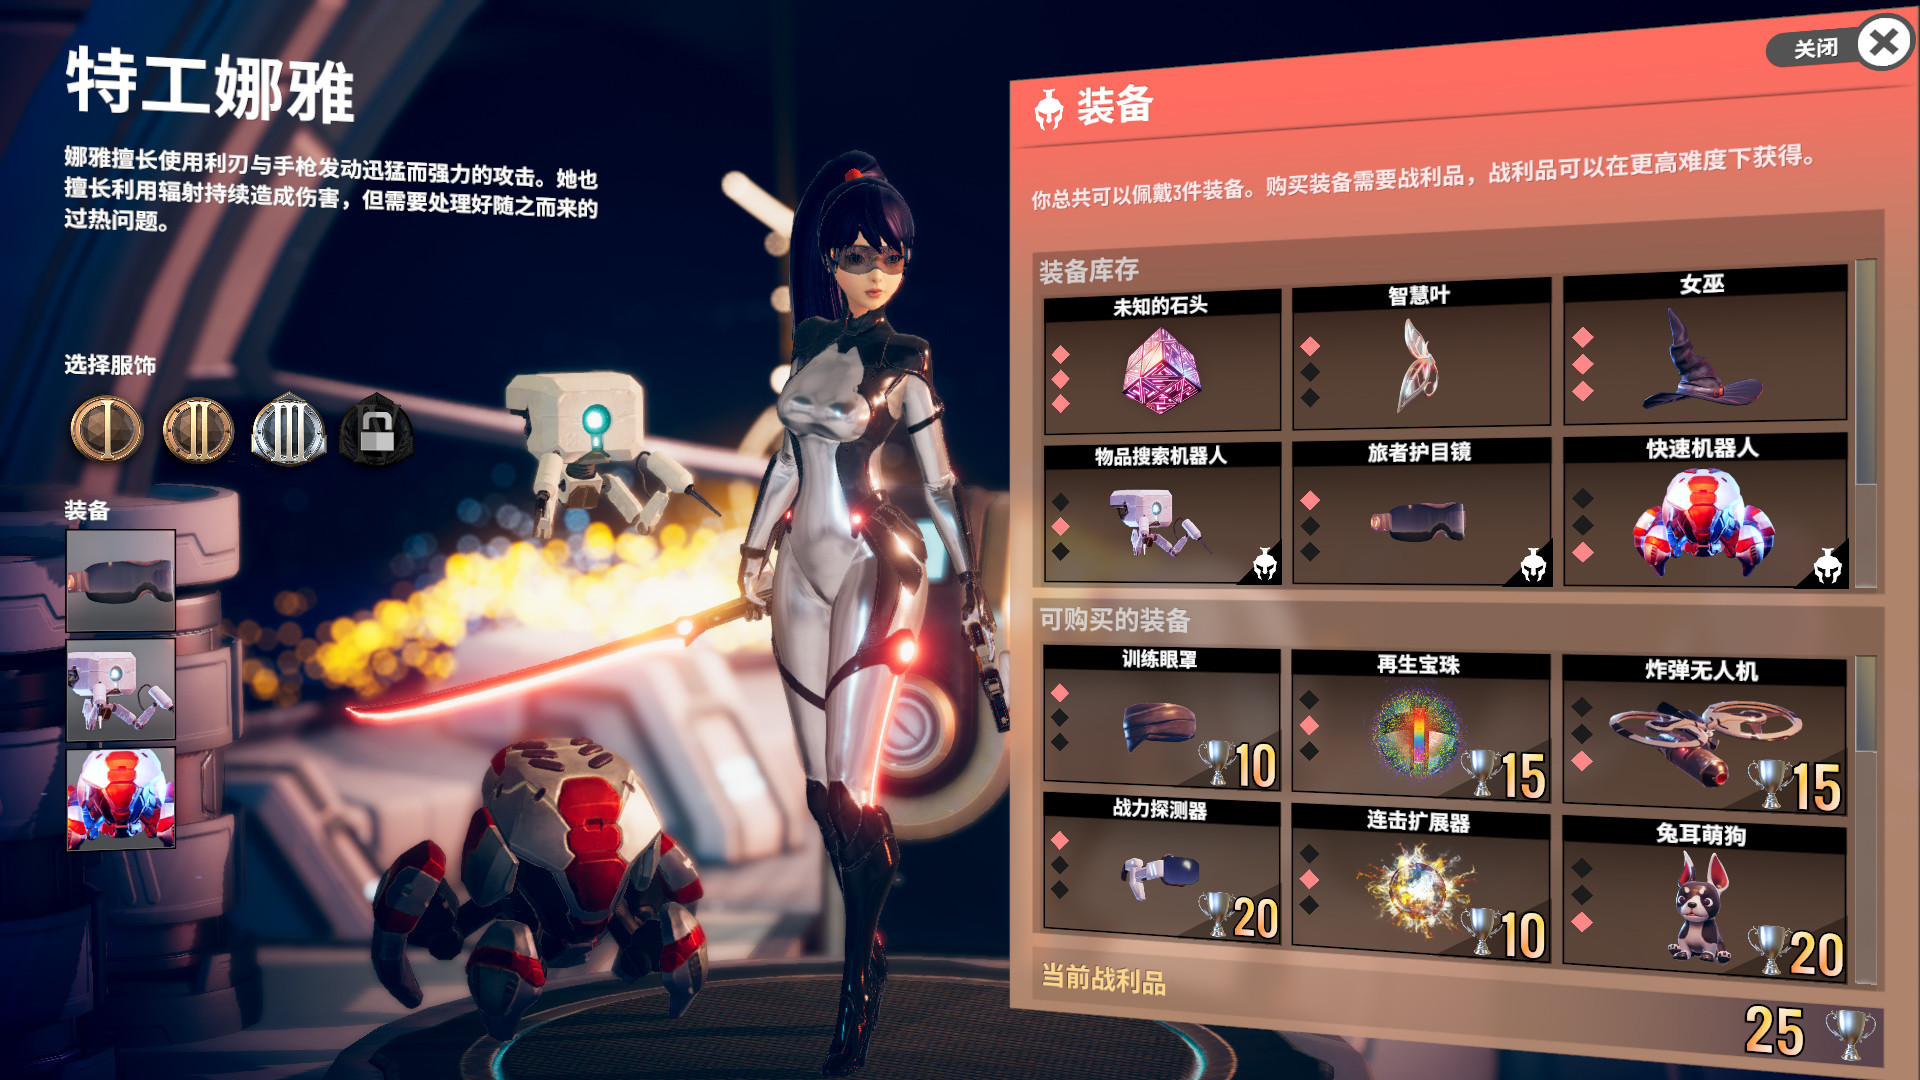 特工娜雅
娜雅擅长使用利刃与手枪发动迅猛而强力的攻击。她也
擅长利用辐射持续造成伤害，但需要处理好随之而来的
过热问题。
选择服饰
I
II
III
装备
关闭
装备
你总共可以佩戴3件装备。购买装备需要战利品，战利品可以在更高难度下获得。
装备库存
未知的石头
智慧叶
女巫
物品搜索机器人
旅者护目镜
快速机器人
可购买的装备
训练眼罩
10
再生宝珠
15
炸弹无人机
15
战力探测器
20
连击扩展器
10
兔耳萌狗
20
当前战利品
25